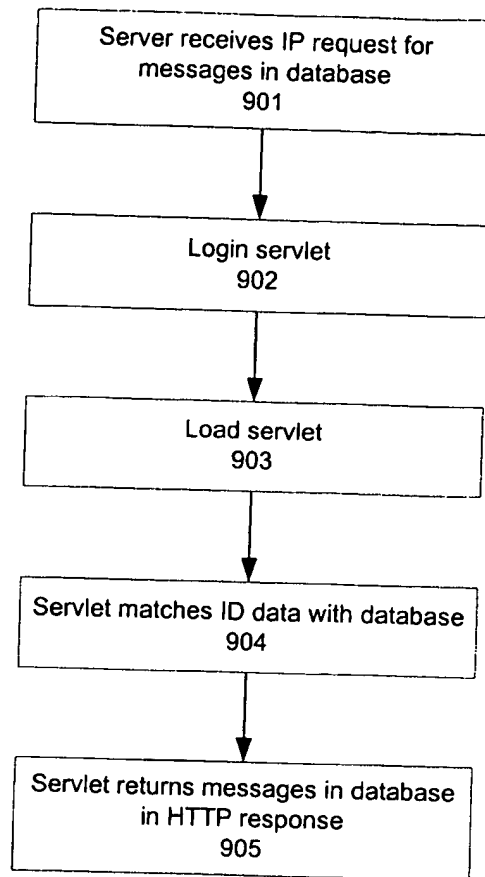 Server receives IP request for
messages in database
901
Login servlet
902
Load servlet
903
Servlet matches ID data with database
904
Servlet returns messages in database
in HTTP response
905